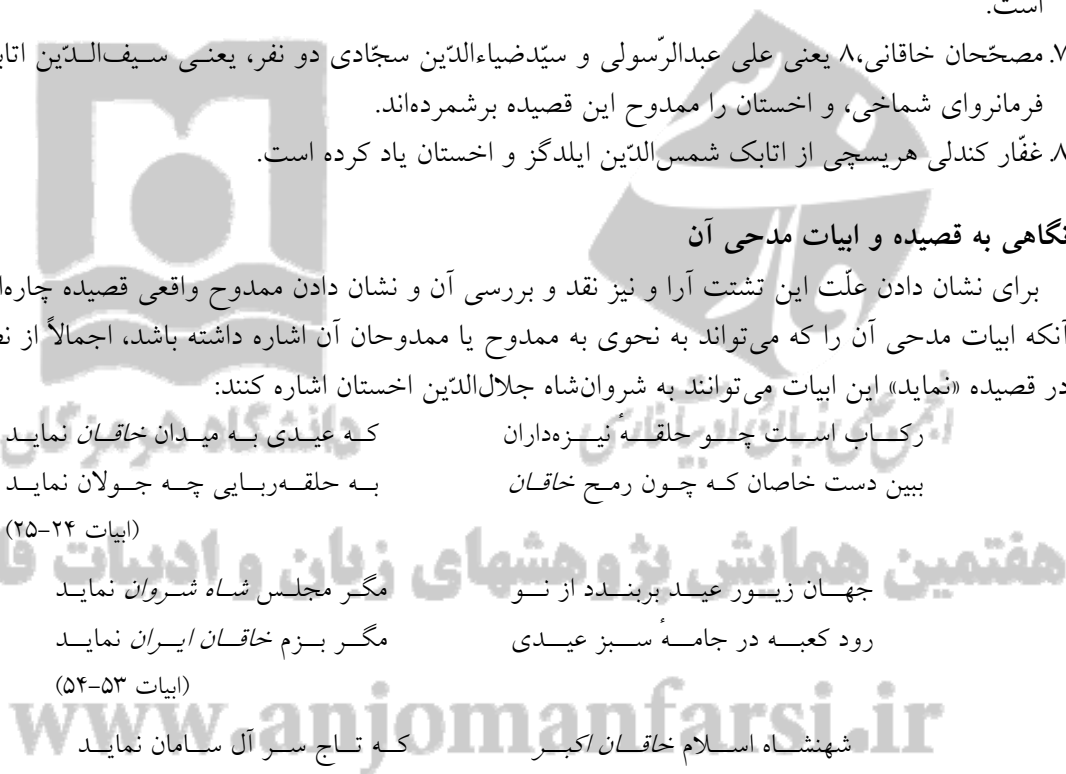 است.
۷. مصحّحان خاقانی،۸ یعنی علی عبدالرّسولی و سیّدضیاءالدّین سجّادی دو نفر، یعنی سیف‌الدّین
فرمانروای شماخی، و اخستان را ممدوح این قصیده برشمرده‌اند.
۸. غفّار کندلی هریسچی از اتابک شمس‌الدّین ایلدگز و اخستان یاد کرده است.
نگاهی به قصیده و ابیات مدحی آن
برای نشان دادن علّت این تشتت آرا و نیز نقد و بررسی آن و نشان دادن ممدوح واقعی قصیده
آنکه ابیات مدحی آن را که می‌تواند به نحوی به ممدوح یا ممدوحان آن اشاره داشته باشد، اجمالاً از
در قصیده «نماید» این ابیات می‌توانند به شروان‌شاه جلال‌الدّین اخستان اشاره کنند:
رکاب است چو حلقهٔ نیزه‌داران که عیدی به میدان خاقان نماید
ببین دست خاصان که چون رمح خاقان به حلقه‌ربایی چه جولان نماید
(ابیات ۲۴-۲۵)
هفتمین همایش پژوهشهای زبان و ادبیات
جهان زیور عید بربندد از نو مگر مجلس شاه شروان نماید
رود کعبه در جامهٔ سبز عیدی مگر بزم خاقان ایران نماید
(ابیات ۵۳-۵۴)
www.anjomanfarsi.ir
شهنشاه اسلام خاقان اکبر که تاج سر آل سامان نماید
دانشگاه هرمزگان